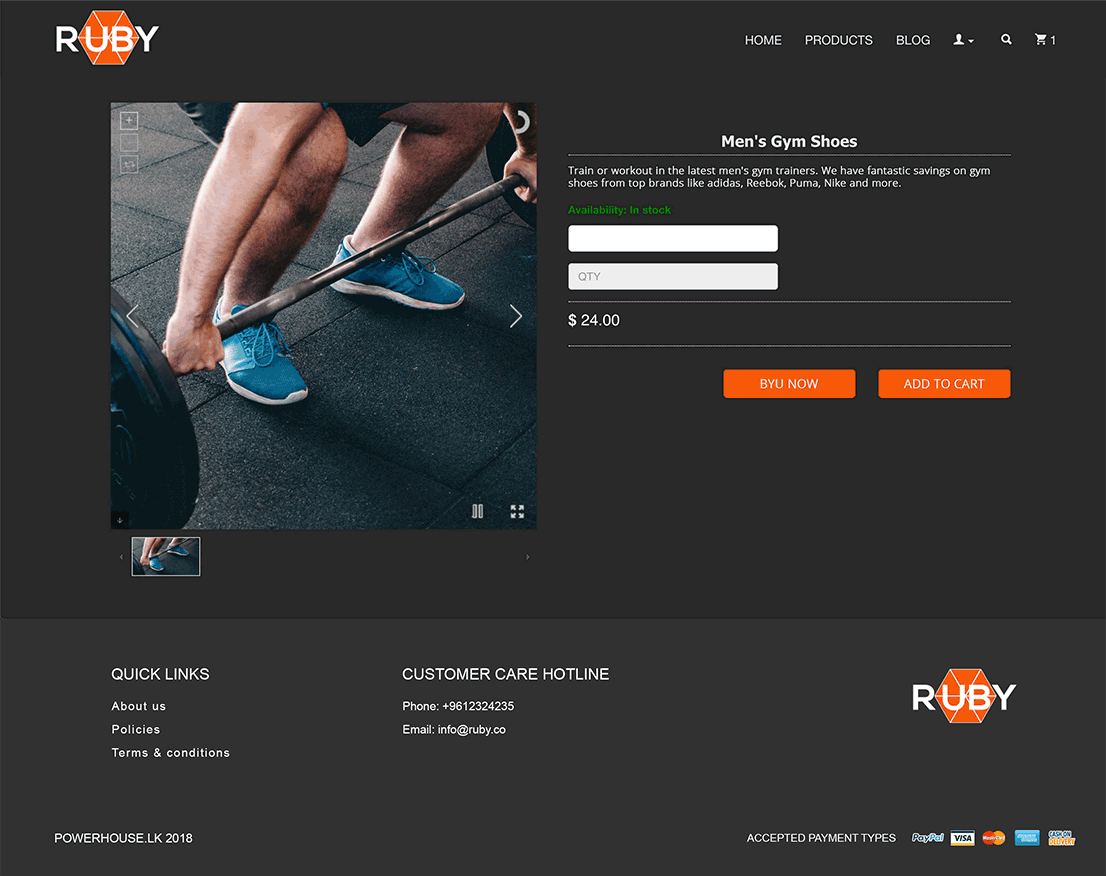 RUBY
HOME PRODUCTS BLOG 1
Men's Gym Shoes
Train or workout in the latest men's gym trainers. We have fantastic savings on gym
shoes from top brands like adidas, Reebok, Puma, Nike and more.
Availability: In stock
QTY
$ 24.00
BYU NOW ADD TO CART
QUICK LINKS
About us
Policies
Terms & conditions
CUSTOMER CARE HOTLINE
Phone: +9612324235
Email: info@ruby.co
RUBY
POWERHOUSE.LK 2018
ACCEPTED PAYMENT TYPES PayPal VISA MasterCard CASH ON
DELIVERY